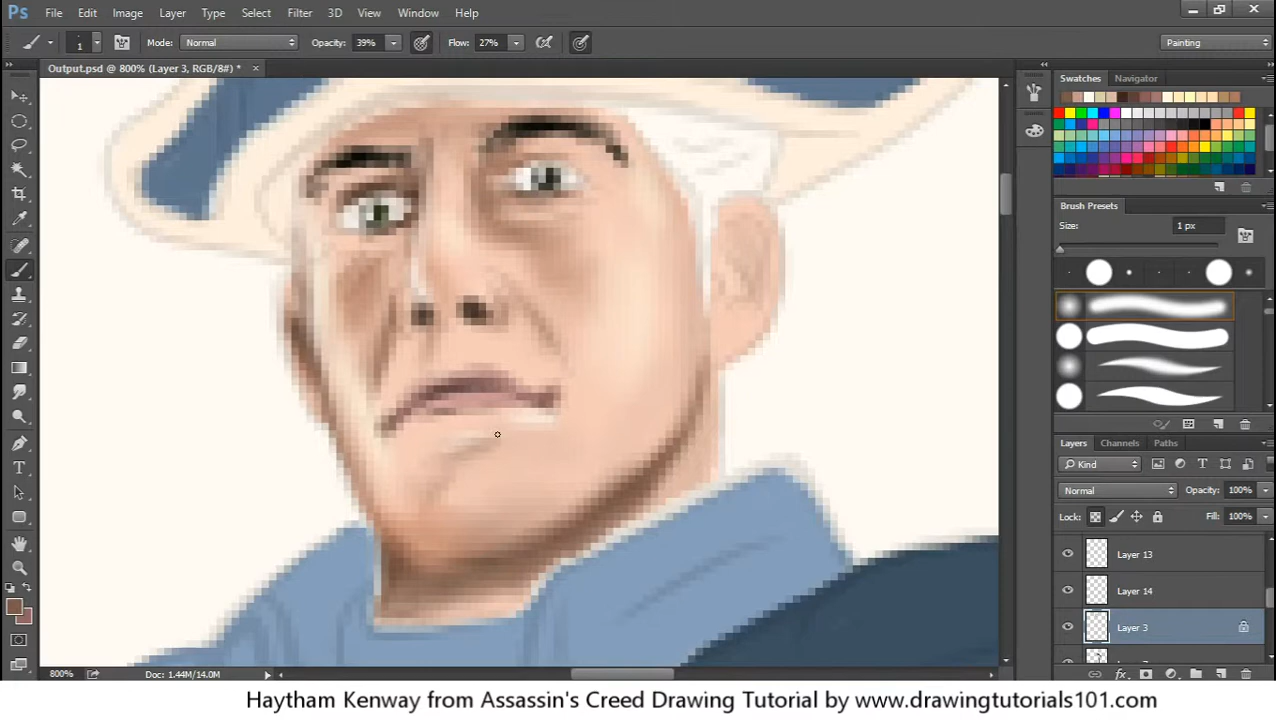 Ps File Edit Image Layer Type Select Filter 3D View Window Help
1 Mode: Normal Opacity: 39% Flow: 27% Painting
Output.psd @ 800% (Layer 3, RGB/8#) * ×
Swatches Navigator
Brush Presets
Size: 1 px
Layers Channels Paths
Kind
Normal Opacity: 100%
Lock: Fill: 100%
Layer 13
Layer 14
Layer 3
800% Doc: 1.44M/14.0M
Haytham Kenway from Assassin's Creed Drawing Tutorial by www.drawingtutorials101.com